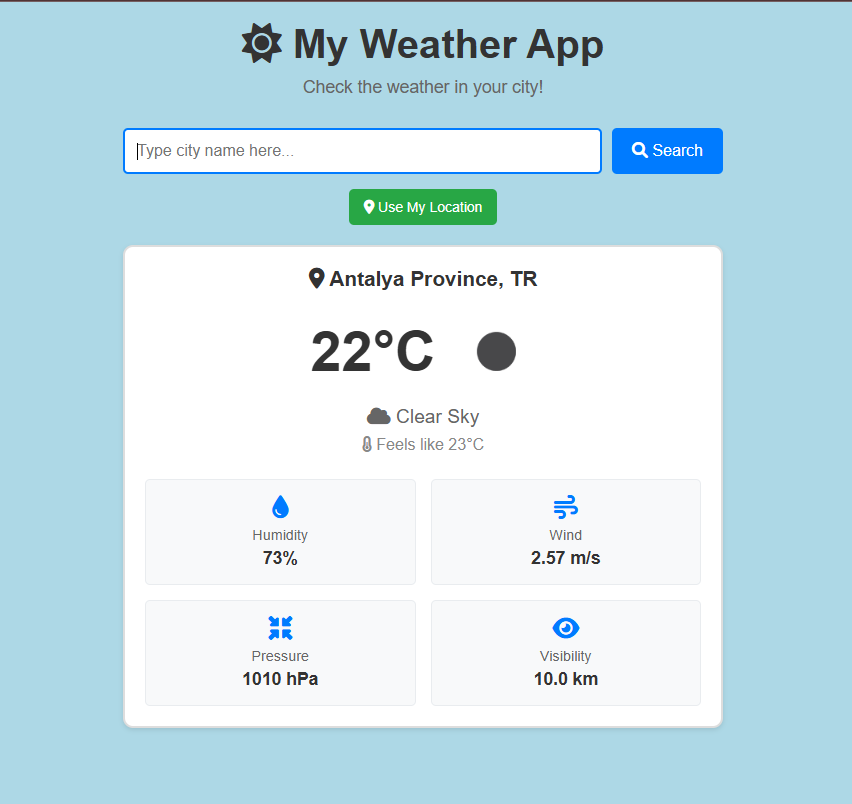 My Weather App
Check the weather in your city!
Type city name here...
Search
Use My Location
Antalya Province, TR
22°C
Clear Sky
Feels like 23°C
Humidity
73%
Wind
2.57 m/s
Pressure
1010 hPa
Visibility
10.0 km